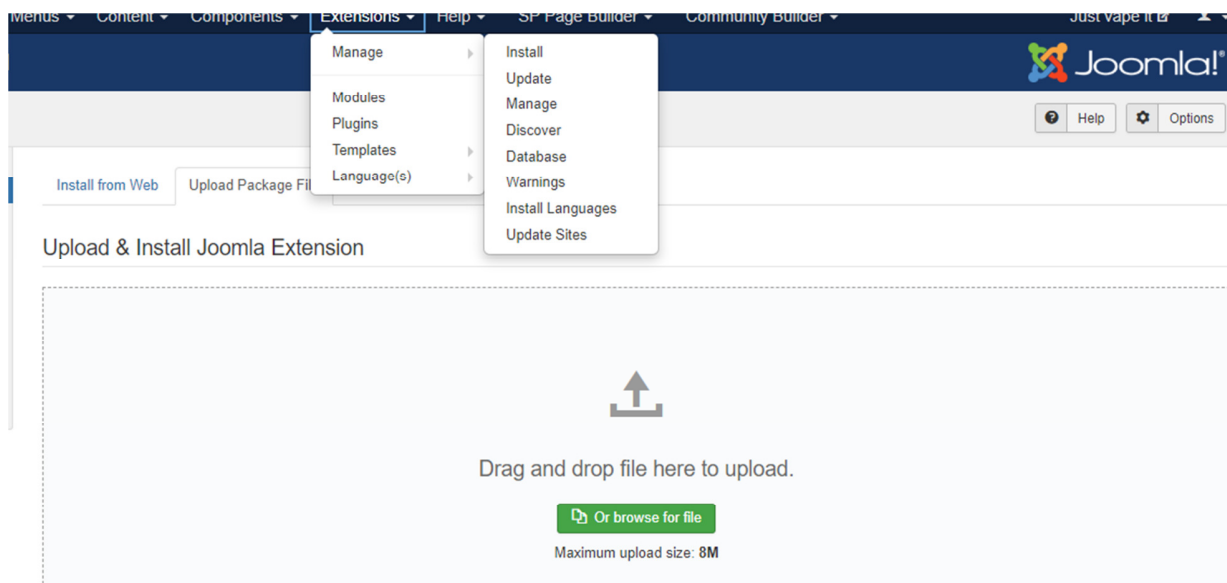 Menus Content Components Extensions Help SP Page Builder Community Builder Just Vape It
Joomla!®
Help Options
Manage
Modules
Plugins
Templates
Language(s)
Install
Update
Manage
Discover
Database
Warnings
Install Languages
Update Sites
Install from Web Upload Package Fil
Upload & Install Joomla Extension
Drag and drop file here to upload.
Or browse for file
Maximum upload size: 8M